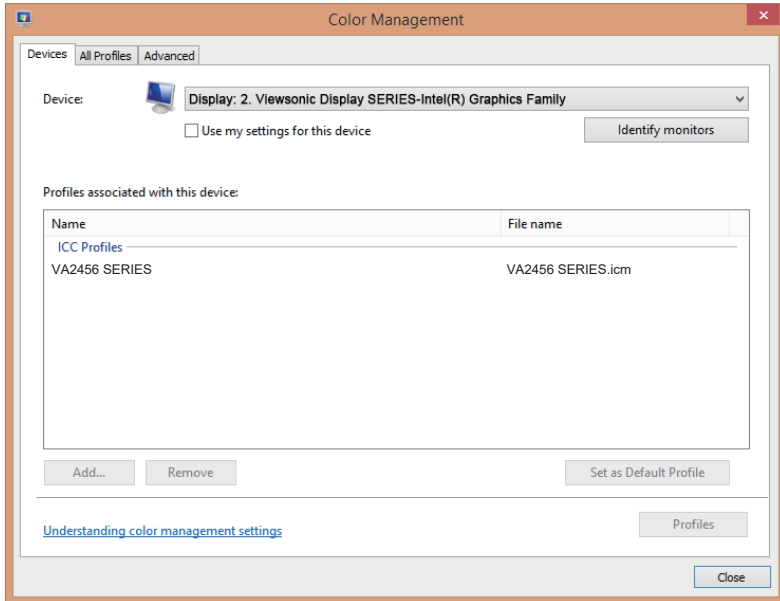 Color Management
Devices All Profiles Advanced
Device: Display: 2. Viewsonic Display SERIES-Intel(R) Graphics Family
Use my settings for this device Identify monitors
Profiles associated with this device:
Name File name
ICC Profiles
VA2456 SERIES VA2456 SERIES.icm
Add... Remove Set as Default Profile
Understanding color management settings Profiles
Close